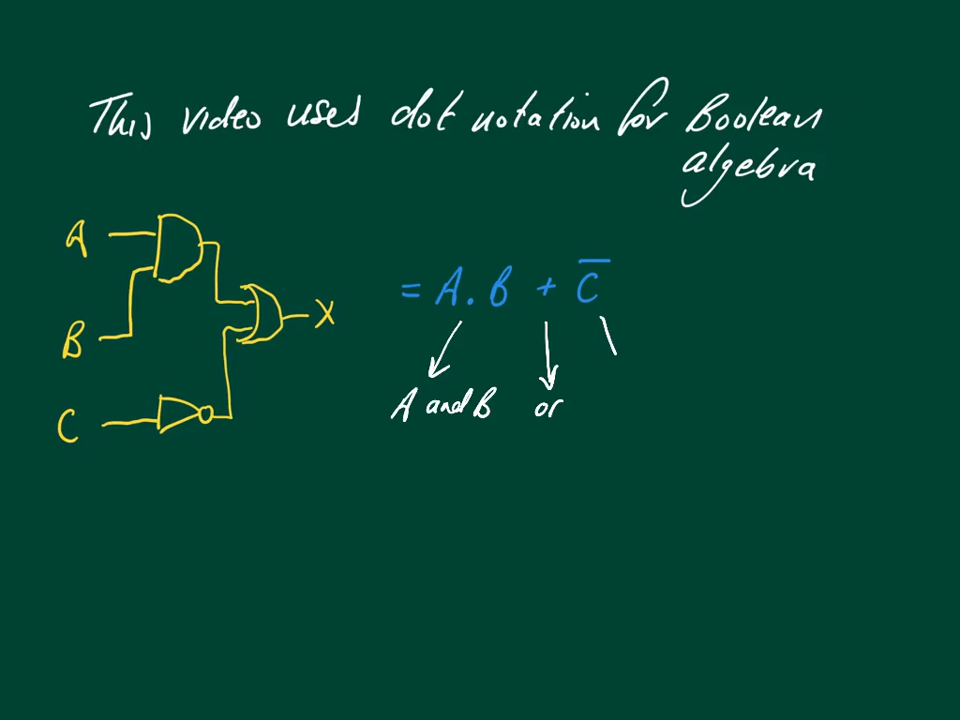 This video uses dot notation for Boolean
algebra
A
B
C
X
= A . B + C̅
A and B or